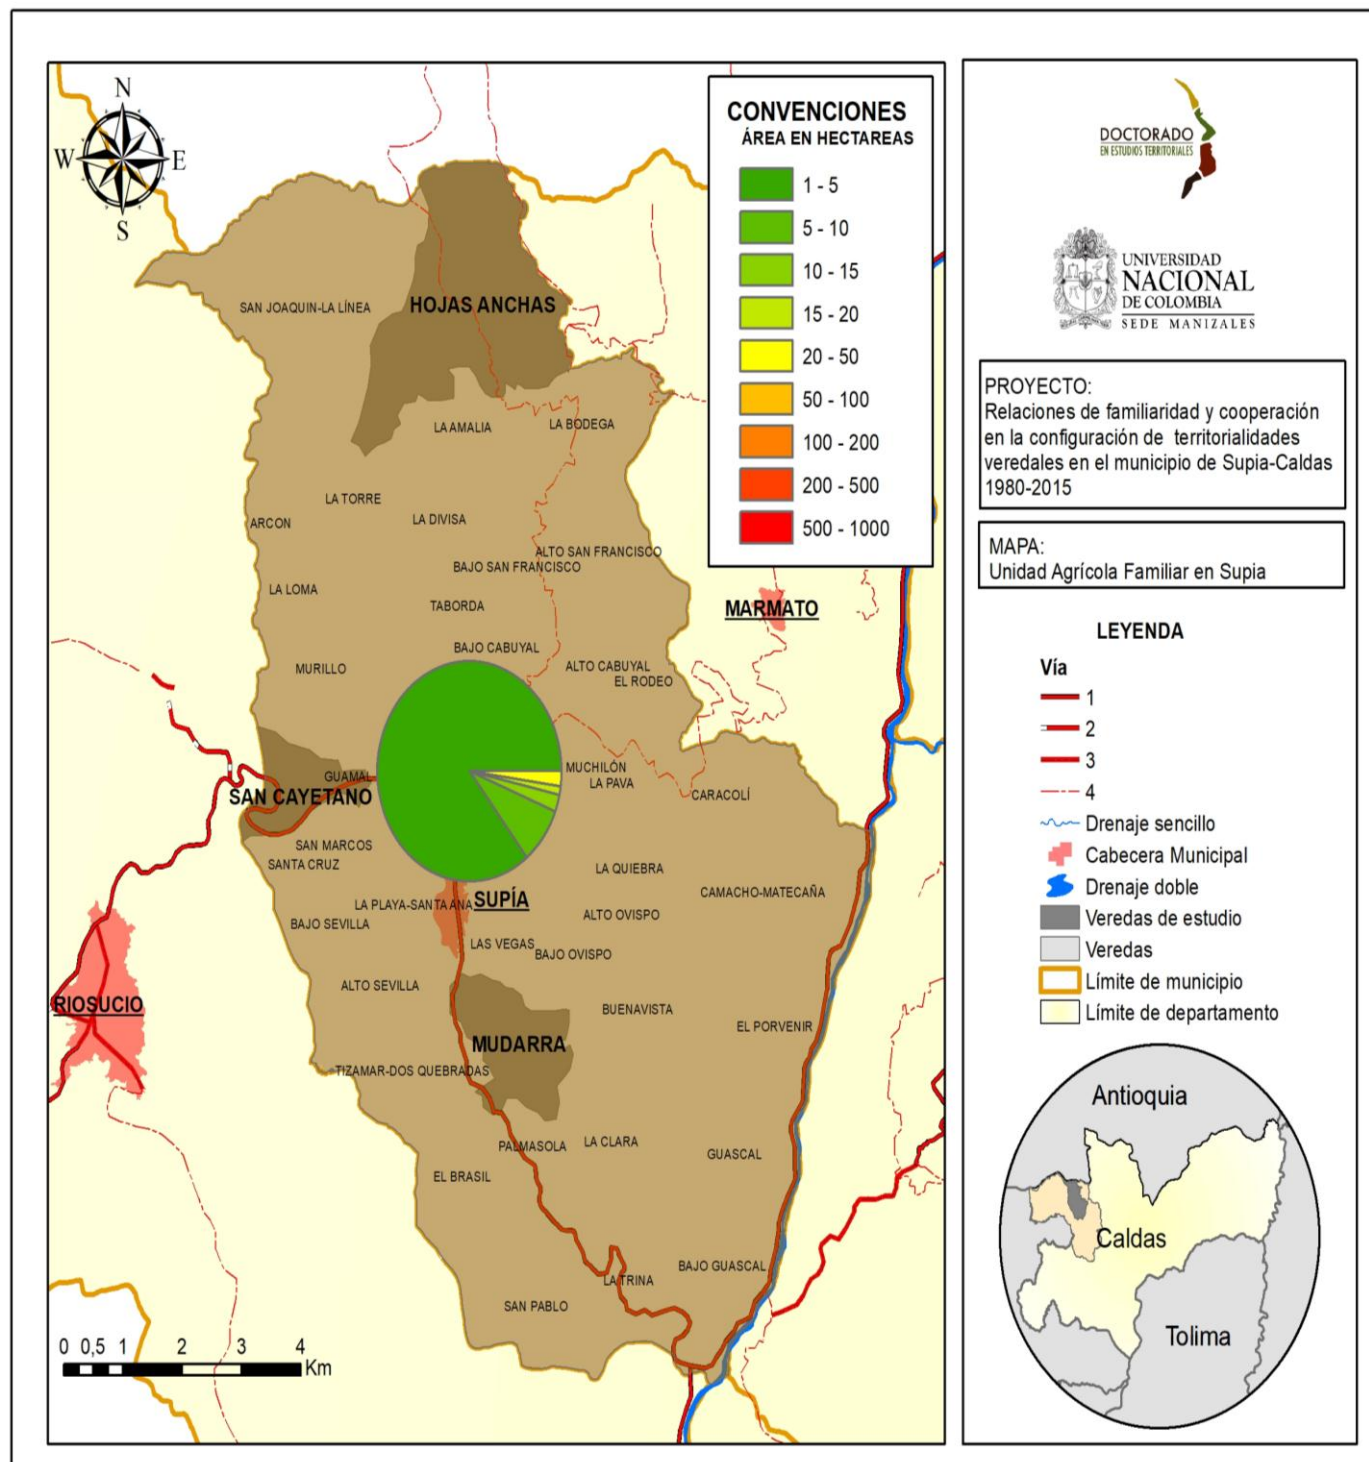 N
W
E
S
CONVENCIONES
ÁREA EN HECTAREAS
1 - 5
5 - 10
10 - 15
15 - 20
20 - 50
50 - 100
100 - 200
200 - 500
500 - 1000
HOJAS ANCHAS
SAN JOAQUIN-LA LÍNEA
LA AMALIA
LA BODEGA
LA TORRE
LA DIVISA
ARCON
ALTO SAN FRANCISCO
BAJO SAN FRANCISCO
LA LOMA
TABORDA
MARMATO
BAJO CABUYAL
MURILLO
ALTO CABUYAL
EL RODEO
MUCHILÓN
GUAMAL
LA PAVA
SAN CAYETANO
CARACOLÍ
SAN MARCOS
SANTA CRUZ
LA QUIEBRA
CAMACHO-MATECAÑA
SUPÍA
LA PLAYA-SANTA ANA
ALTO OVISPO
BAJO SEVILLA
LAS VEGAS
BAJO OVISPO
ALTO SEVILLA
RIOSUCIO
BUENAVISTA
EL PORVENIR
MUDARRA
TIZAMAR-DOS QUEBRADAS
PALMASOLA
LA CLARA
GUASCAL
EL BRASIL
BAJO GUASCAL
LA TRINA
SAN PABLO
0 0,5 1 2 3 4
Km
DOCTORADO
EN ESTUDIOS TERRITORIALES
UNIVERSIDAD
NACIONAL
DE COLOMBIA
SEDE MANIZALES
PROYECTO:
Relaciones de familiaridad y cooperación
en la configuración de territorialidades
veredales en el municipio de Supia-Caldas
1980-2015
MAPA:
Unidad Agrícola Familiar en Supia
LEYENDA
Vía
1
2
3
4
Drenaje sencillo
Cabecera Municipal
Drenaje doble
Veredas de estudio
Veredas
Límite de municipio
Límite de departamento
Antioquia
Caldas
Tolima